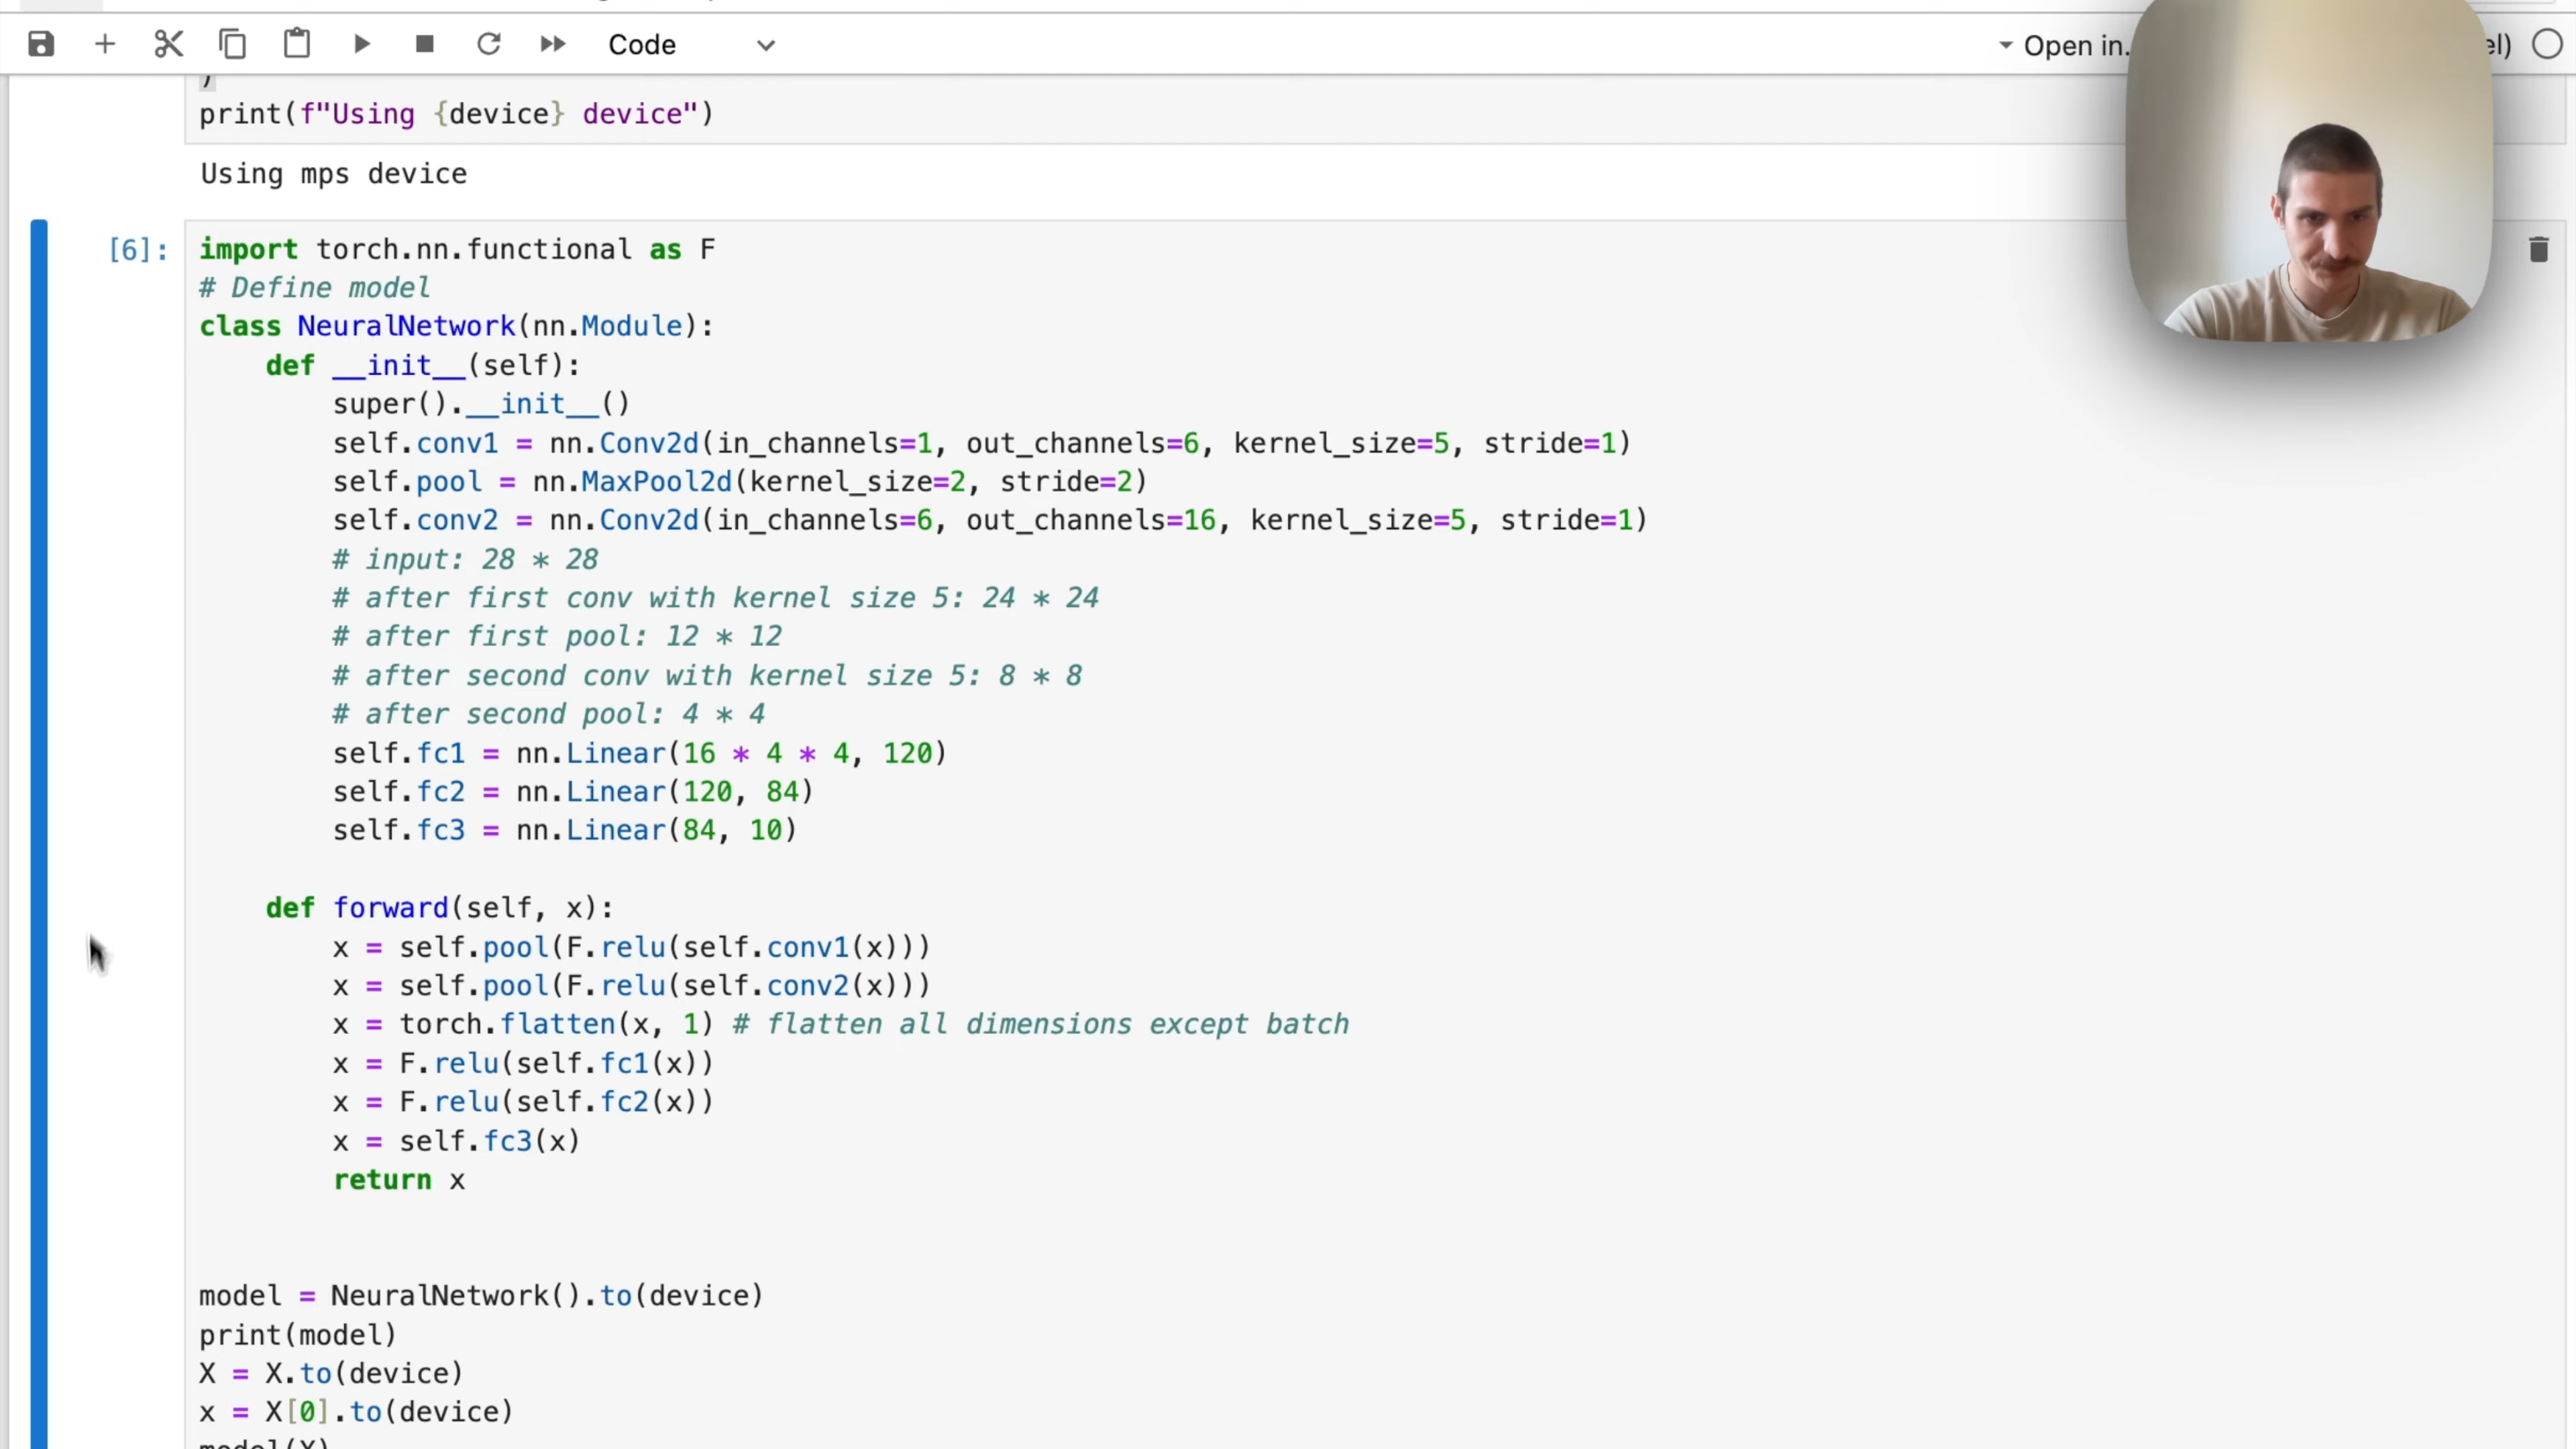 Code
Open in.
el)
)
print(f"Using {device} device")
Using mps device
[6]:
import torch.nn.functional as F
# Define model
class NeuralNetwork(nn.Module):
    def __init__(self):
        super().__init__()
        self.conv1 = nn.Conv2d(in_channels=1, out_channels=6, kernel_size=5, stride=1)
        self.pool = nn.MaxPool2d(kernel_size=2, stride=2)
        self.conv2 = nn.Conv2d(in_channels=6, out_channels=16, kernel_size=5, stride=1)
        # input: 28 * 28
        # after first conv with kernel size 5: 24 * 24
        # after first pool: 12 * 12
        # after second conv with kernel size 5: 8 * 8
        # after second pool: 4 * 4
        self.fc1 = nn.Linear(16 * 4 * 4, 120)
        self.fc2 = nn.Linear(120, 84)
        self.fc3 = nn.Linear(84, 10)
    def forward(self, x):
        x = self.pool(F.relu(self.conv1(x)))
        x = self.pool(F.relu(self.conv2(x)))
        x = torch.flatten(x, 1) # flatten all dimensions except batch
        x = F.relu(self.fc1(x))
        x = F.relu(self.fc2(x))
        x = self.fc3(x)
        return x
model = NeuralNetwork().to(device)
print(model)
X = X.to(device)
x = X[0].to(device)
model(X)